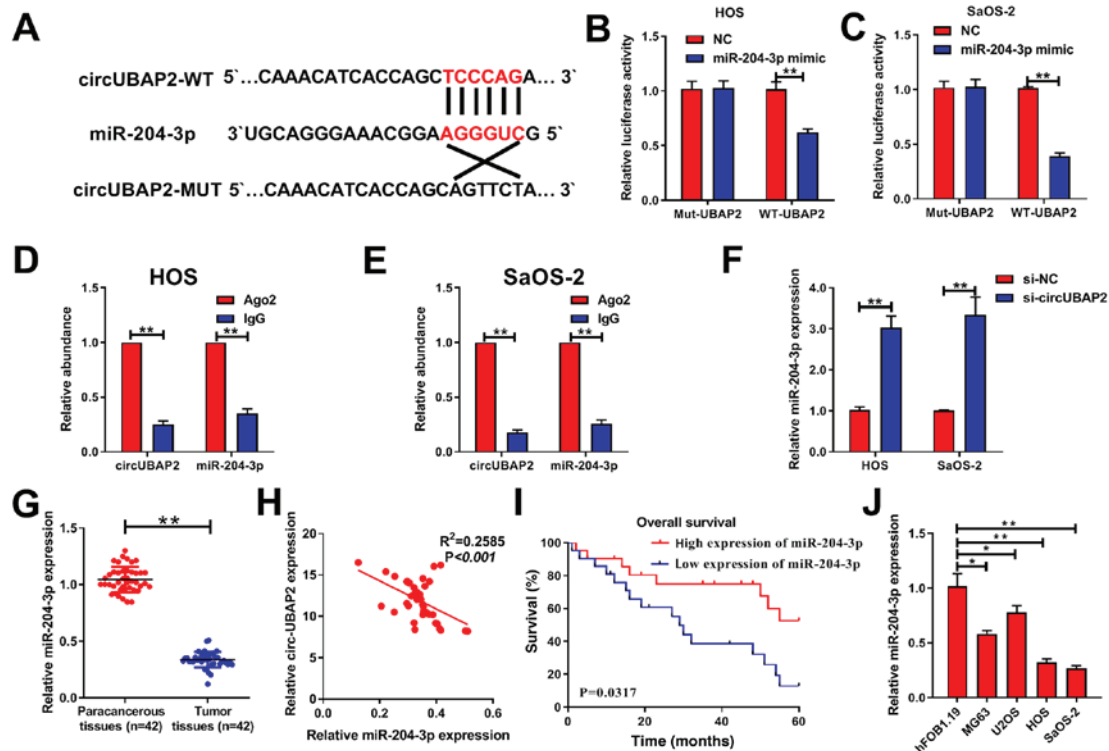 A
circUBAP2-WT 5`...CAAACATCACCAGCTCCCAGA... 3`
miR-204-3p 3`UGCAGGGAAACGGAAGGGUCG 5`
circUBAP2-MUT 5`...CAAACATCACCAGCAGTTCTA... 3`
B
HOS
NC
miR-204-3p mimic
Relative luciferase activity
1.5
1.0
0.5
0.0
**
Mut-UBAP2 WT-UBAP2
C
SaOS-2
NC
miR-204-3p mimic
Relative luciferase activity
1.5
1.0
0.5
0.0
**
Mut-UBAP2 WT-UBAP2
D
HOS
Ago2
IgG
Relative abundance
1.5
1.0
0.5
0.0
** **
circUBAP2 miR-204-3p
E
SaOS-2
Ago2
IgG
Relative abundance
1.5
1.0
0.5
0.0
** **
circUBAP2 miR-204-3p
F
si-NC
si-circUBAP2
Relative miR-204-3p expression
4.0
3.0
2.0
1.0
0.0
** **
HOS SaOS-2
G
Relative miR-204-3p expression
1.5
1.0
0.5
0.0
**
Paracancerous Tumor
tissues (n=42) tissues (n=42)
H
Relative circ-UBAP2 expression
20
15
10
5
0
R²=0.2585
P<0.001
0.0 0.2 0.4 0.6
Relative miR-204-3p expression
I
Overall survival
High expression of miR-204-3p
Low expression of miR-204-3p
Survival (%)
100
80
60
40
20
0
P=0.0317
0 20 40 60
Time (months)
J
Relative miR-204-3p expression
1.5
1.0
0.5
0.0
**
**
*
*
hFOB1.19 MG63 U2OS HOS SaOS-2